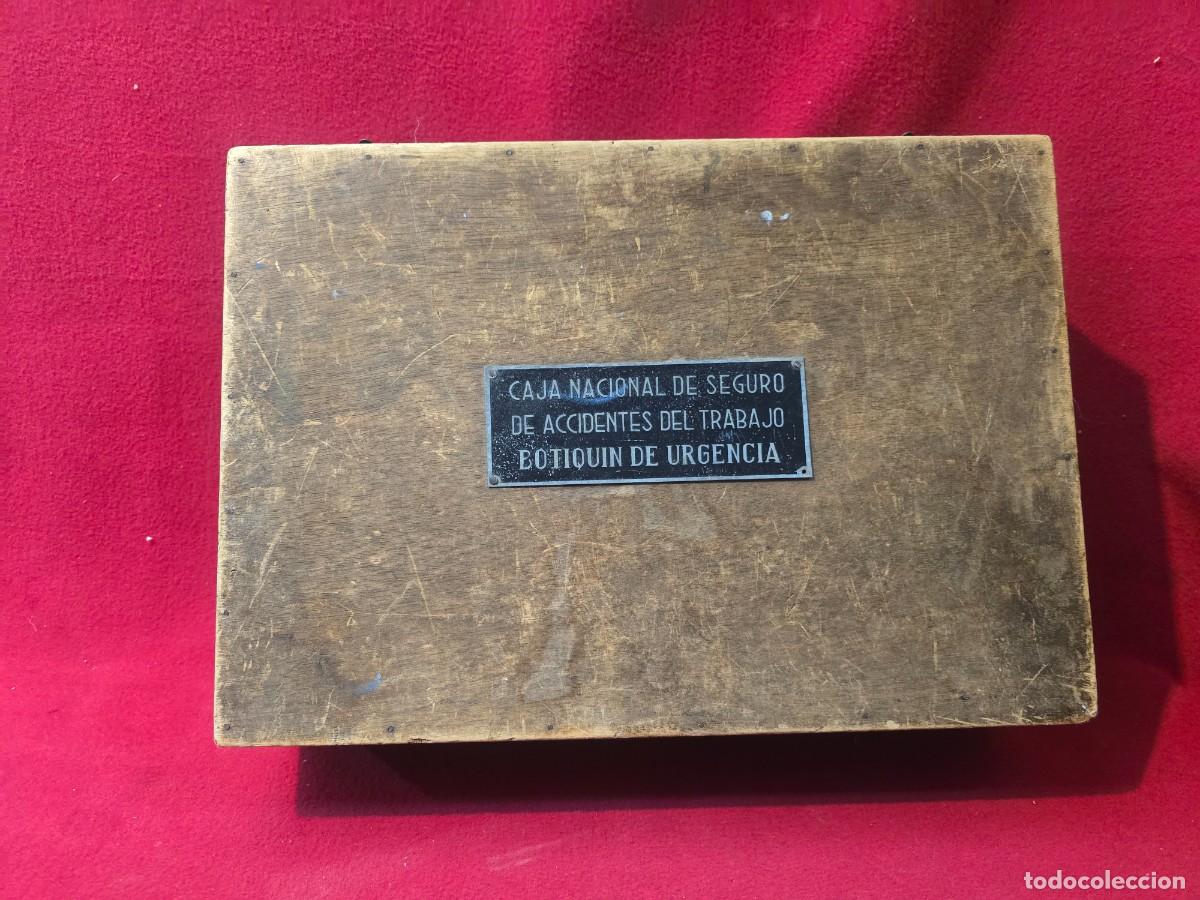 CAJA NACIONAL DE SEGURO
DE ACCIDENTES DEL TRABAJO
BOTIQUIN DE URGENCIA
todocoleccion